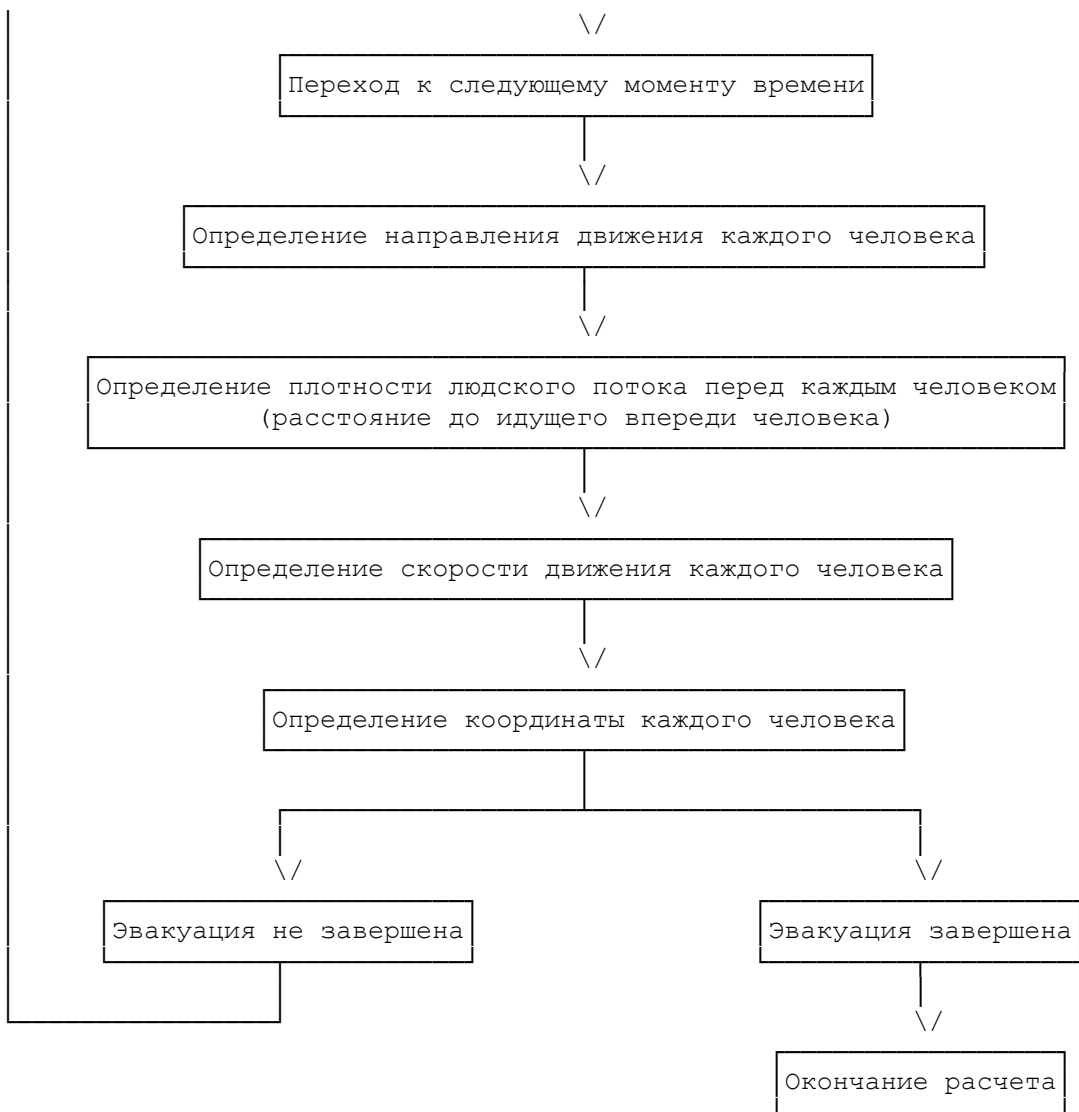 Переход к следующему моменту времени
Определение направления движения каждого человека
Определение плотности людского потока перед каждым человеком
(расстояние до идущего впереди человека)
Определение скорости движения каждого человека
Определение координаты каждого человека
Эвакуация не завершена
Эвакуация завершена
Окончание расчета